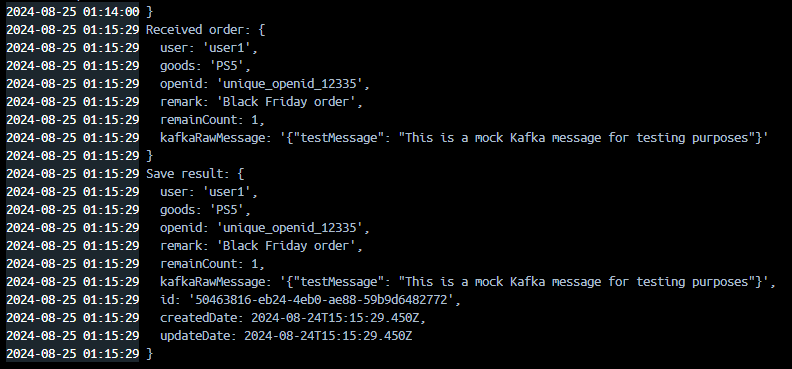 2024-08-25 01:14:00 }
2024-08-25 01:15:29 Received order: {
2024-08-25 01:15:29   user: 'user1',
2024-08-25 01:15:29   goods: 'PS5',
2024-08-25 01:15:29   openid: 'unique_openid_12335',
2024-08-25 01:15:29   remark: 'Black Friday order',
2024-08-25 01:15:29   remainCount: 1,
2024-08-25 01:15:29   kafkaRawMessage: '{"testMessage": "This is a mock Kafka message for testing purposes"}'
2024-08-25 01:15:29 }
2024-08-25 01:15:29 Save result: {
2024-08-25 01:15:29   user: 'user1',
2024-08-25 01:15:29   goods: 'PS5',
2024-08-25 01:15:29   openid: 'unique_openid_12335',
2024-08-25 01:15:29   remark: 'Black Friday order',
2024-08-25 01:15:29   remainCount: 1,
2024-08-25 01:15:29   kafkaRawMessage: '{"testMessage": "This is a mock Kafka message for testing purposes"}',
2024-08-25 01:15:29   id: '50463816-eb24-4eb0-ae88-59b9d6482772',
2024-08-25 01:15:29   createdDate: 2024-08-24T15:15:29.450Z,
2024-08-25 01:15:29   updateDate: 2024-08-24T15:15:29.450Z
2024-08-25 01:15:29 }